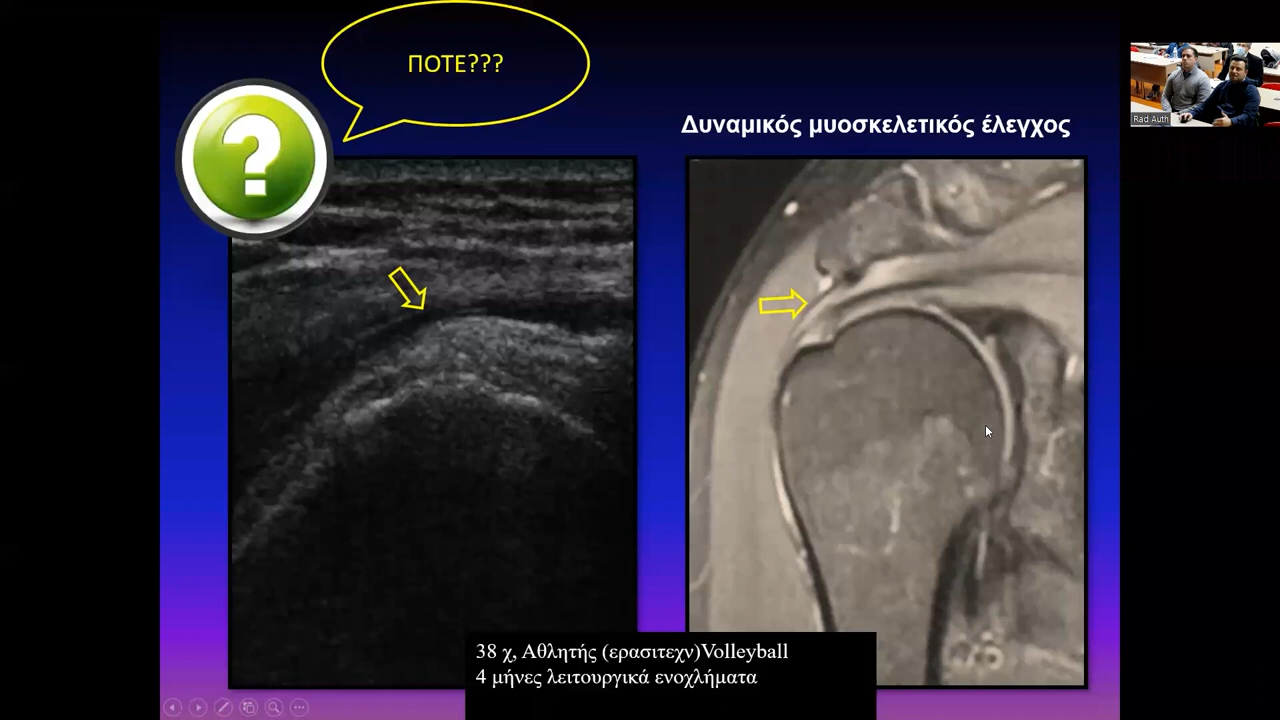 ΠΟΤΕ???
?
Δυναμικός μυοσκελετικός έλεγχος
Rad Auth
38 χ, Αθλητής (ερασιτεχν)Volleyball
4 μήνες λειτουργικά ενοχλήματα